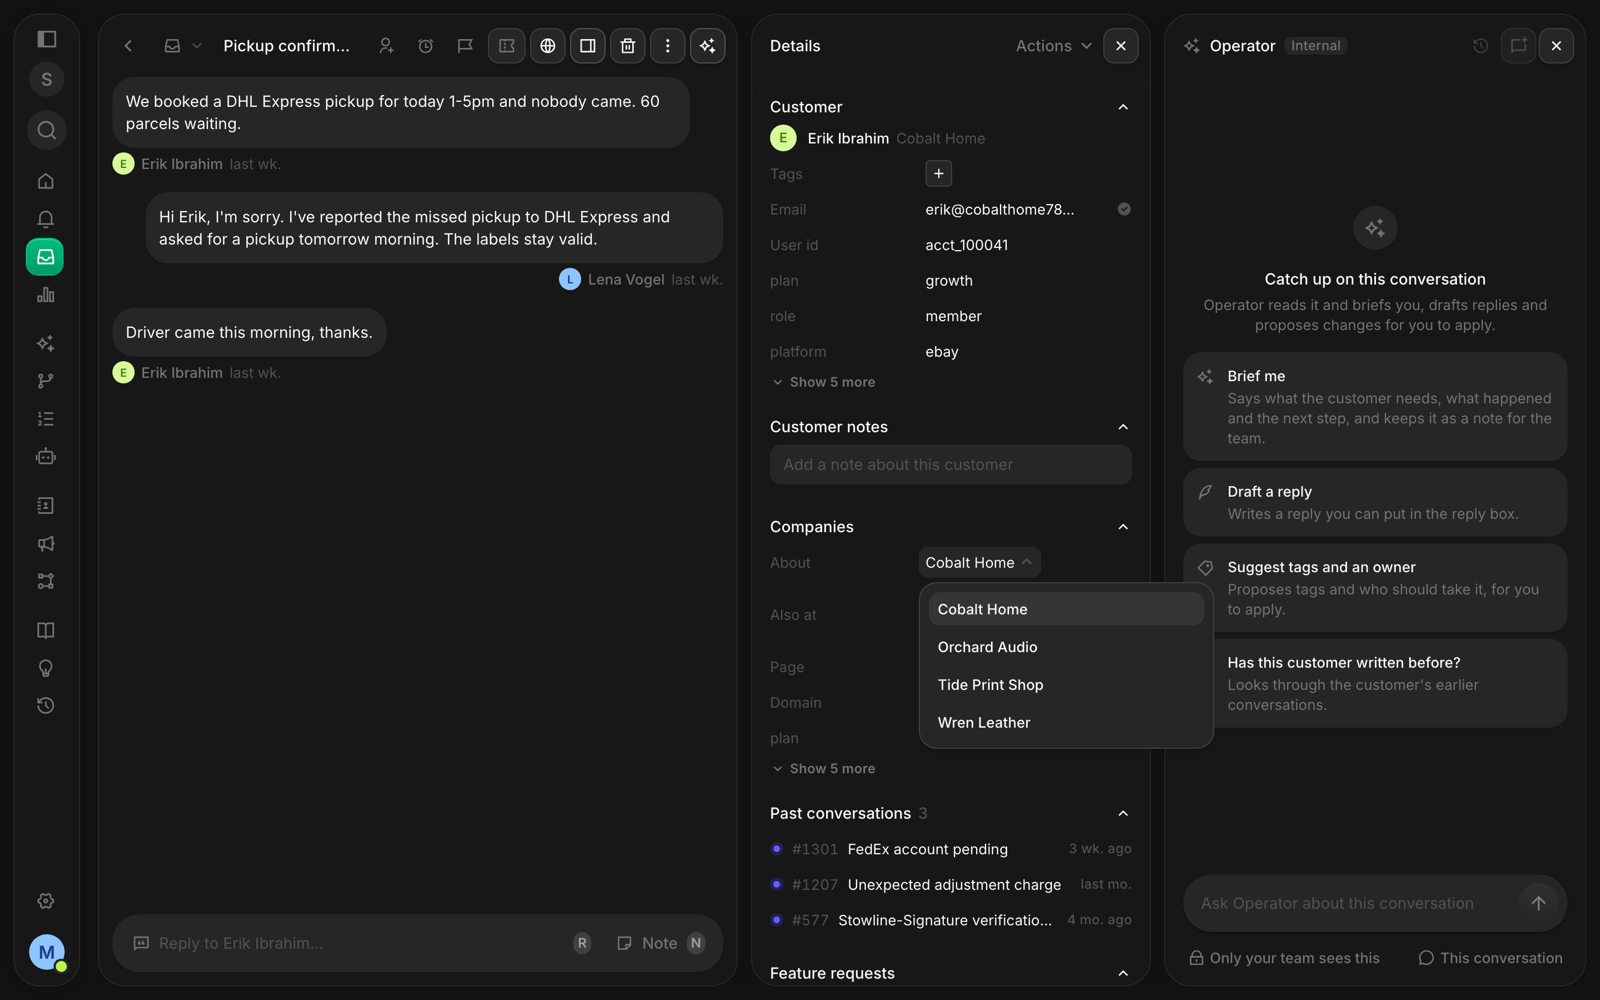 S
Pickup confirm...
We booked a DHL Express pickup for today 1-5pm and nobody came. 60
parcels waiting.
E Erik Ibrahim last wk.
Hi Erik, I'm sorry. I've reported the missed pickup to DHL Express and
asked for a pickup tomorrow morning. The labels stay valid.
L Lena Vogel last wk.
Driver came this morning, thanks.
E Erik Ibrahim last wk.
Reply to Erik Ibrahim... R Note N
M
Details Actions
Customer
E Erik Ibrahim Cobalt Home
Tags +
Email erik@cobalthome78...
User id acct_100041
plan growth
role member
platform ebay
Show 5 more
Customer notes
Add a note about this customer
Companies
About Cobalt Home
Also at
Page
Domain
plan
Cobalt Home
Orchard Audio
Tide Print Shop
Wren Leather
Show 5 more
Past conversations 3
#1301 FedEx account pending 3 wk. ago
#1207 Unexpected adjustment charge last mo.
#577 Stowline-Signature verificatio... 4 mo. ago
Feature requests
Operator Internal
Catch up on this conversation
Operator reads it and briefs you, drafts replies and
proposes changes for you to apply.
Brief me
Says what the customer needs, what happened
and the next step, and keeps it as a note for the
team.
Draft a reply
Writes a reply you can put in the reply box.
Suggest tags and an owner
Proposes tags and who should take it, for you
to apply.
Has this customer written before?
Looks through the customer's earlier
conversations.
Ask Operator about this conversation
Only your team sees this This conversation